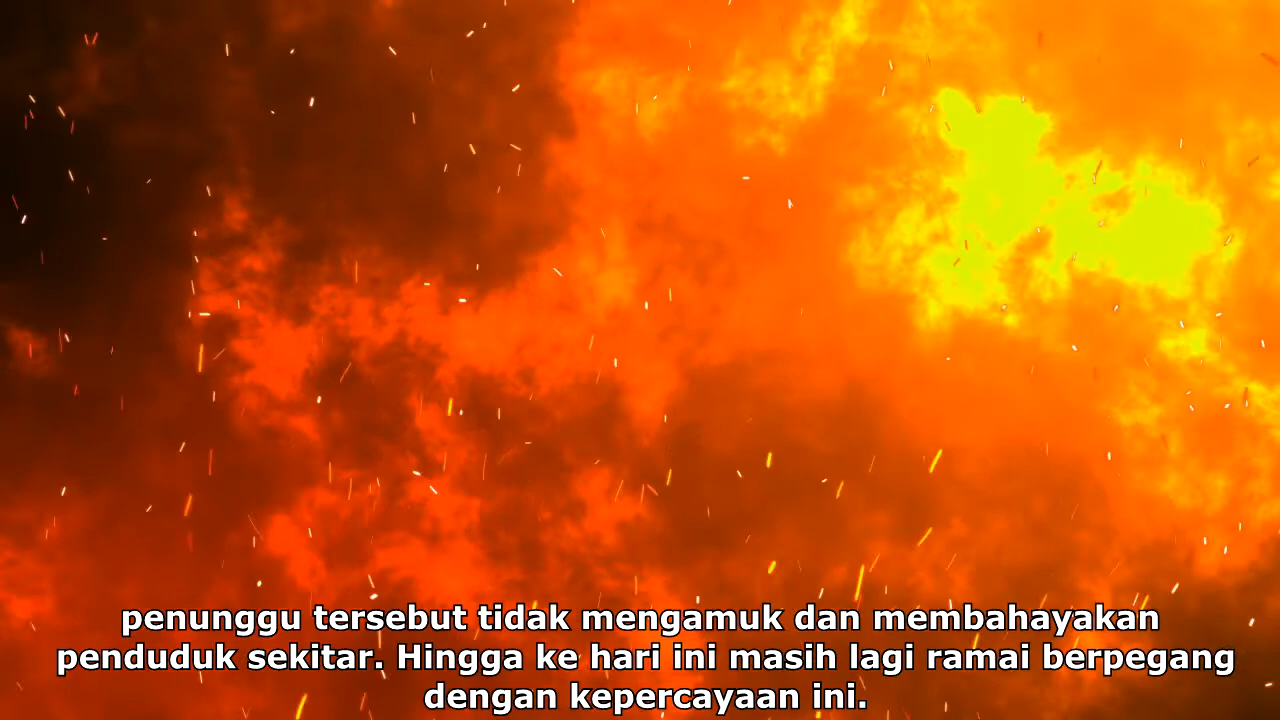 penunggu tersebut tidak mengamuk dan membahayakan
penduduk sekitar. Hingga ke hari ini masih lagi ramai berpegang
dengan kepercayaan ini.